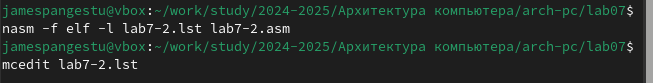 jamespangestu@vbox:~/work/study/2024-2025/Архитектура компьютера/arch-pc/lab07$
nasm -f elf -l lab7-2.lst lab7-2.asm
jamespangestu@vbox:~/work/study/2024-2025/Архитектура компьютера/arch-pc/lab07$
mcedit lab7-2.lst